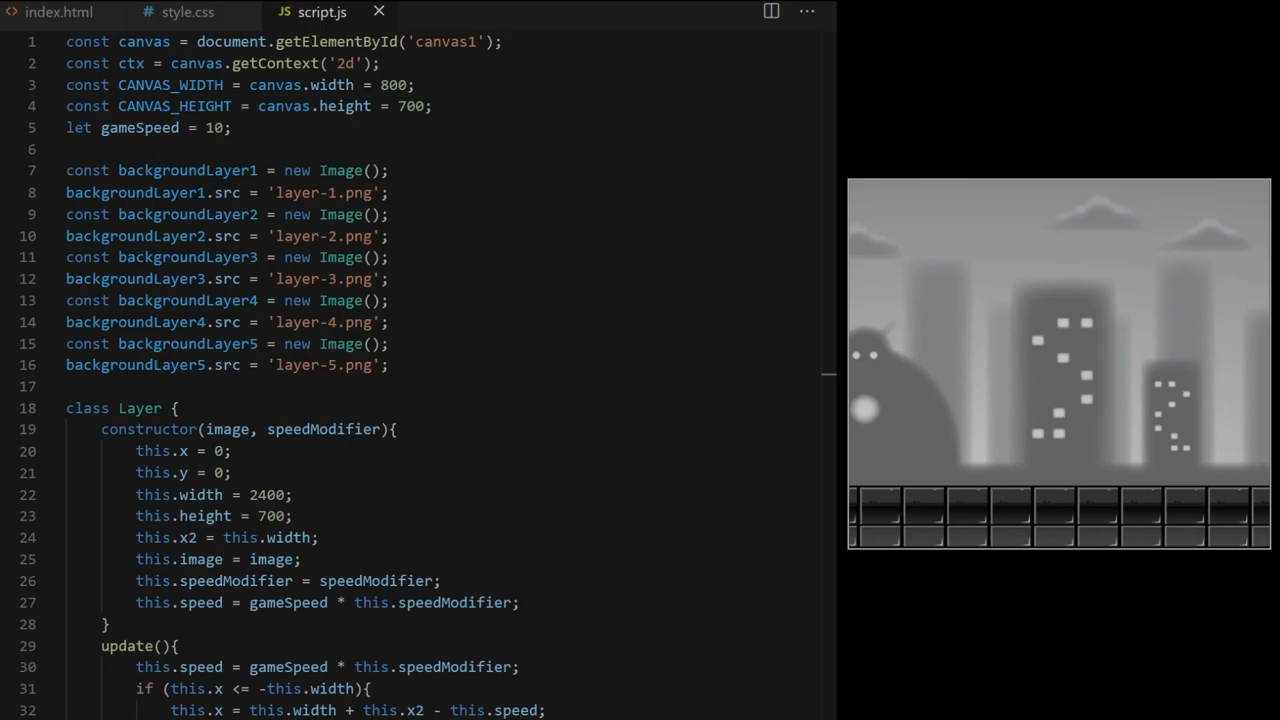 index.html
style.css
JS script.js
1 const canvas = document.getElementById('canvas1');
2 const ctx = canvas.getContext('2d');
3 const CANVAS_WIDTH = canvas.width = 800;
4 const CANVAS_HEIGHT = canvas.height = 700;
5 let gameSpeed = 10;
6
7 const backgroundLayer1 = new Image();
8 backgroundLayer1.src = 'layer-1.png';
9 const backgroundLayer2 = new Image();
10 backgroundLayer2.src = 'layer-2.png';
11 const backgroundLayer3 = new Image();
12 backgroundLayer3.src = 'layer-3.png';
13 const backgroundLayer4 = new Image();
14 backgroundLayer4.src = 'layer-4.png';
15 const backgroundLayer5 = new Image();
16 backgroundLayer5.src = 'layer-5.png';
17
18 class Layer {
19 constructor(image, speedModifier){
20 this.x = 0;
21 this.y = 0;
22 this.width = 2400;
23 this.height = 700;
24 this.x2 = this.width;
25 this.image = image;
26 this.speedModifier = speedModifier;
27 this.speed = gameSpeed * this.speedModifier;
28 }
29 update(){
30 this.speed = gameSpeed * this.speedModifier;
31 if (this.x <= -this.width){
32 this.x = this.width + this.x2 - this.speed;